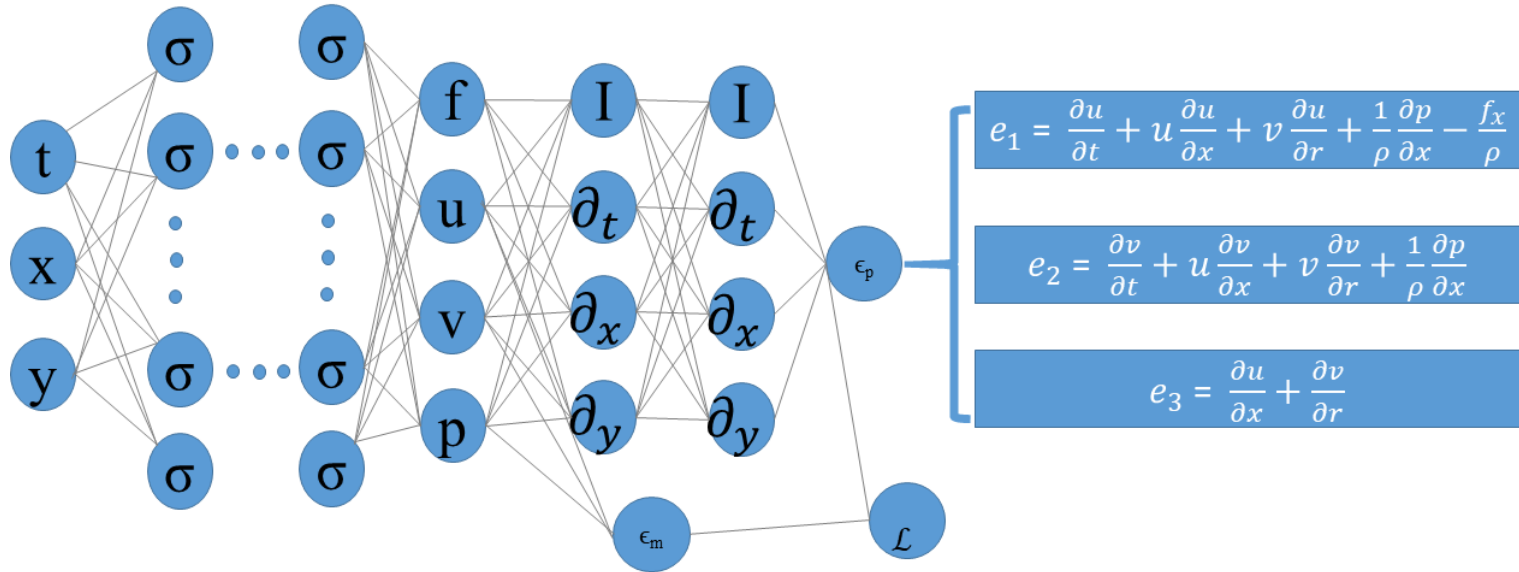 t
x
y
σ
σ
σ
σ
σ
σ
σ
σ
f
u
v
p
I
∂t
∂x
∂y
I
∂t
∂x
∂y
ϵp
ϵm
ℒ
e1 = ∂u/∂t + u ∂u/∂x + v ∂u/∂r + 1/ρ ∂p/∂x − fx/ρ
e2 = ∂v/∂t + u ∂v/∂x + v ∂v/∂r + 1/ρ ∂p/∂x
e3 = ∂u/∂x + ∂v/∂r